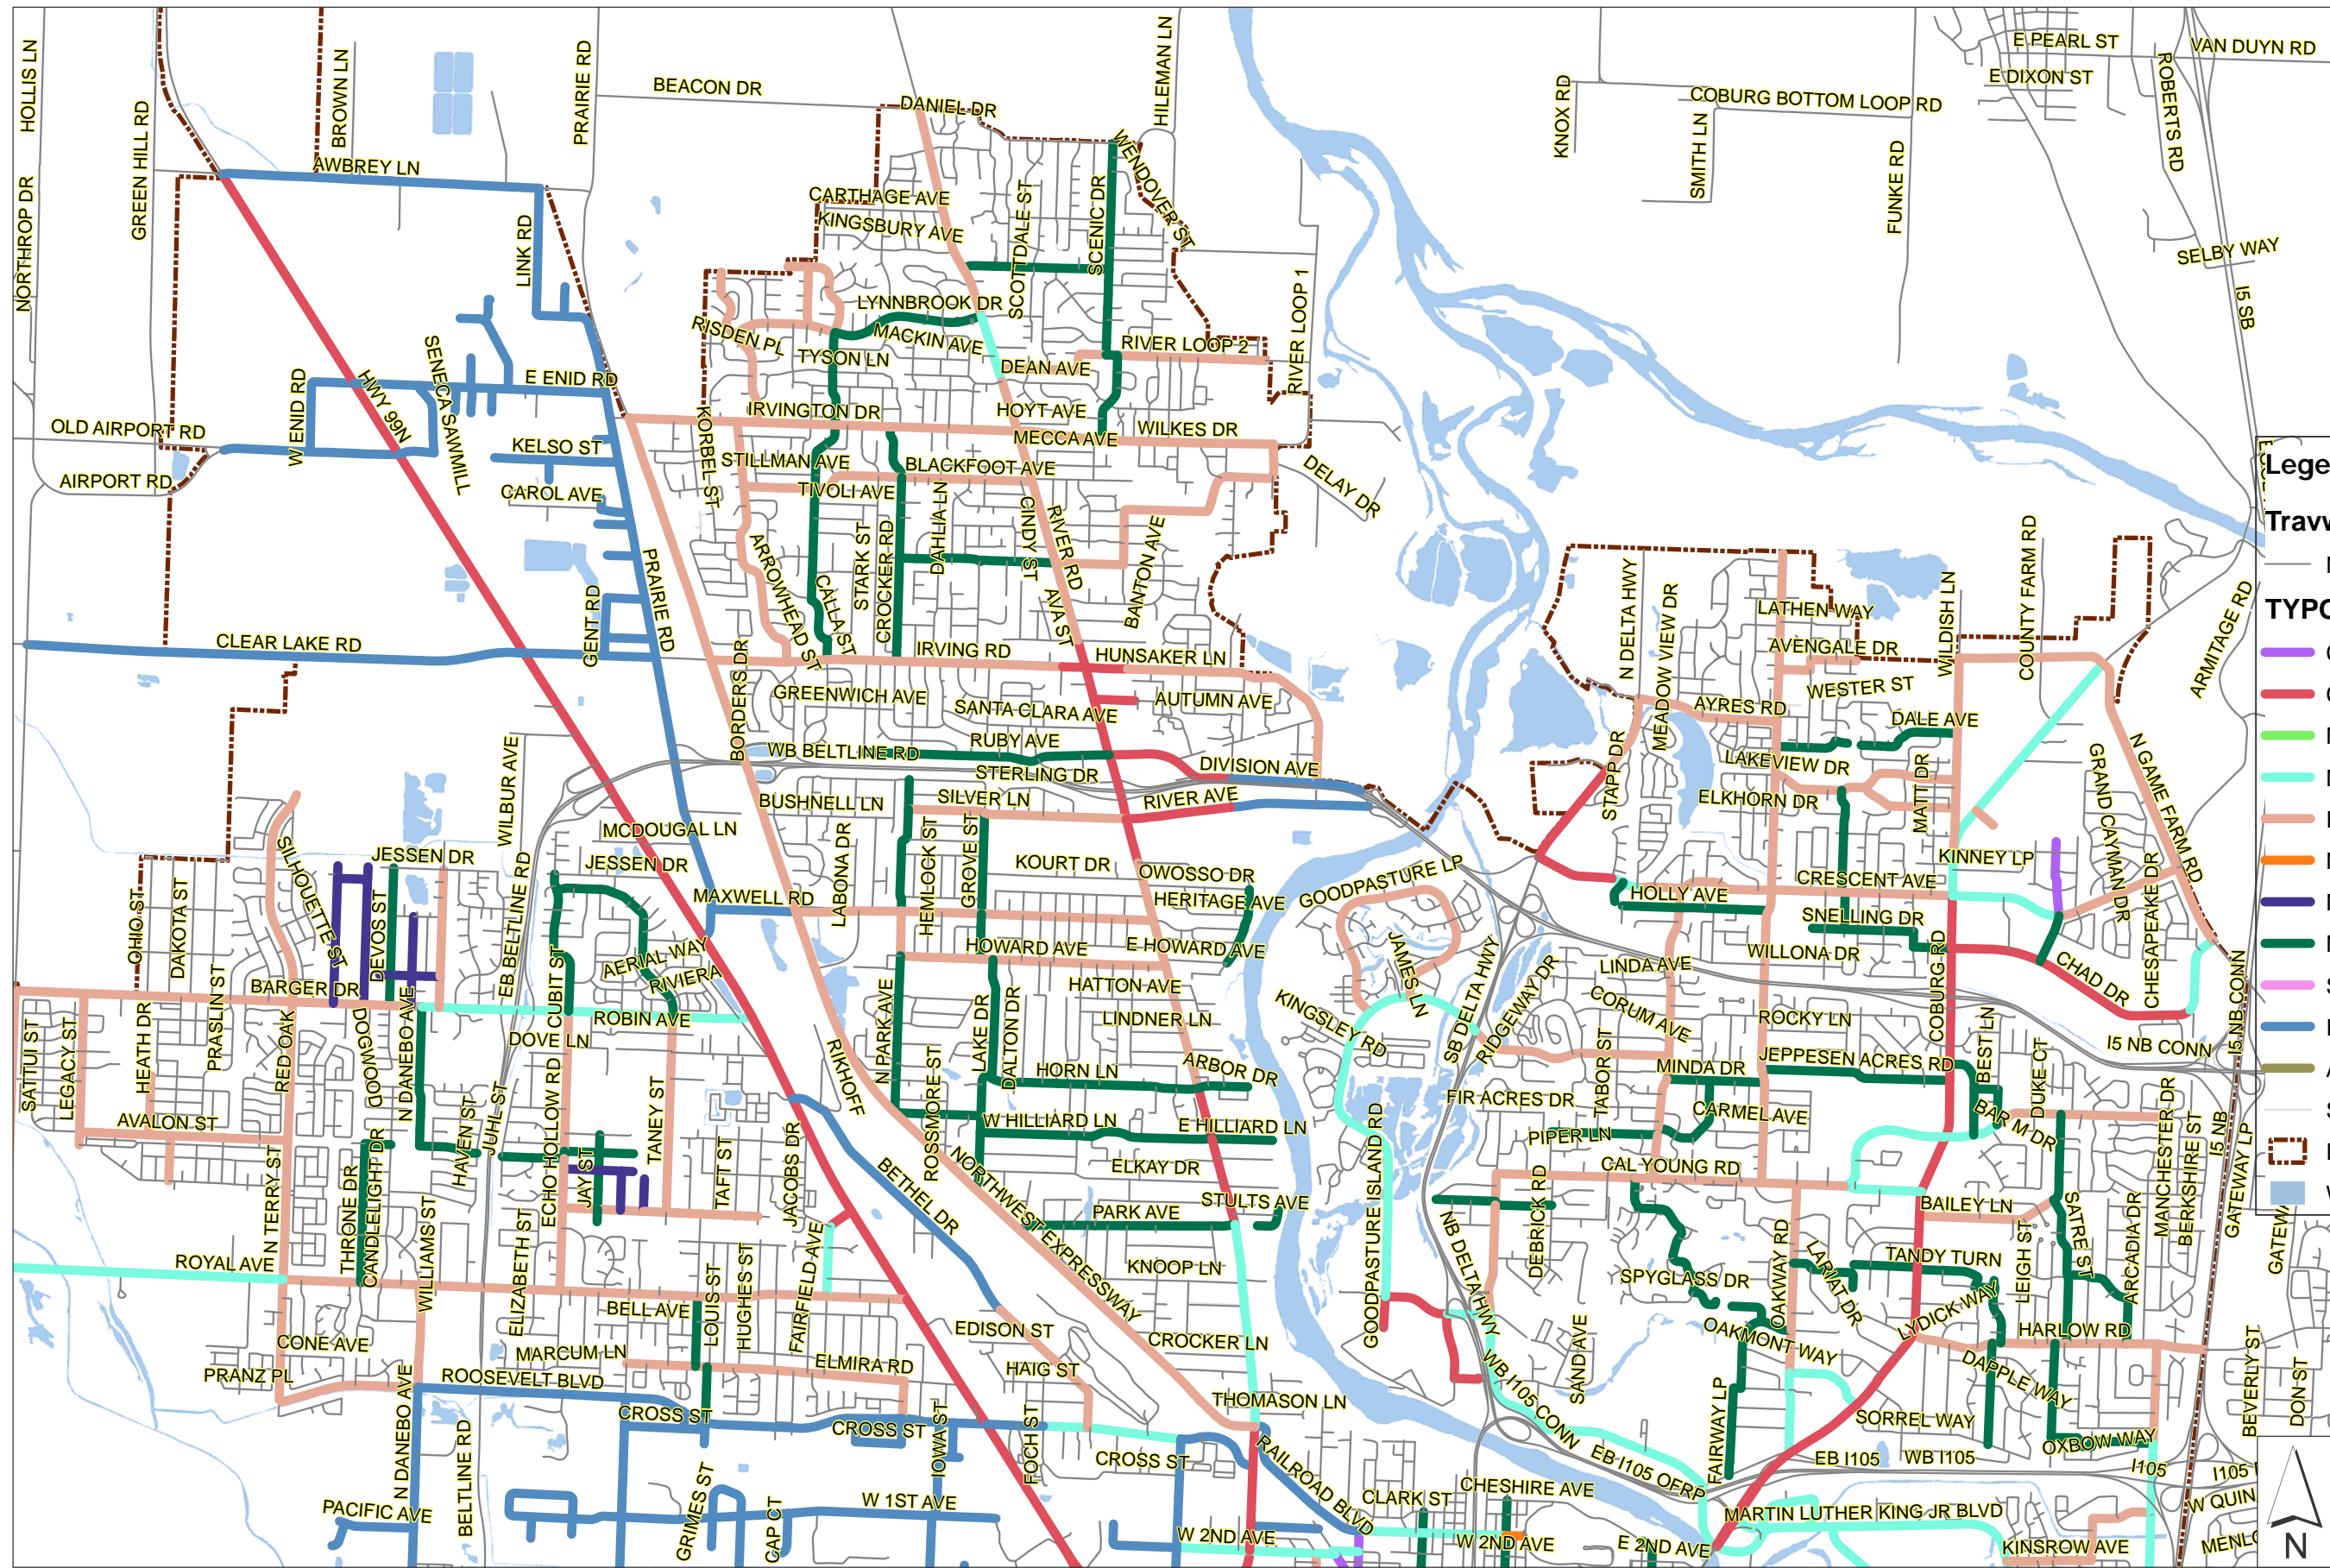 HOLLIS LN
BROWN LN
PRAIRIE RD
BEACON DR
DANIEL DR
HILEMAN LN
KNOX RD
COBURG BOTTOM LOOP RD
E PEARL ST
VAN DUYN RD
E DIXON ST
ROBERTS RD
GREEN HILL RD
AWBREY LN
WENDOVER ST
SMITH LN
FUNKE RD
NORTHROP DR
LINK RD
CARTHAGE AVE
KINGSBURY AVE
SCOTTDALE ST
SCENIC DR
RIVER LOOP 1
SELBY WAY
I5 SB
LYNNBROOK DR
MACKIN AVE
RISDEN PL
TYSON LN
DEAN AVE
RIVER LOOP 2
SENECA SAWMILL
HWY 99N
W ENID RD
E ENID RD
IRVINGTON DR
HOYT AVE
MECCA AVE
WILKES DR
OLD AIRPORT RD
AIRPORT RD
KELSO ST
CAROL AVE
KORBEL ST
STILLMAN AVE
BLACKFOOT AVE
TIVOLI AVE
DELAY DR
DAHLIA LN
CINDY ST
RIVER RD
BANTON AVE
STARK ST
CROCKER RD
ARROWHEAD ST
CALLA ST
AVA ST
GENT RD
PRAIRIE RD
CLEAR LAKE RD
IRVING RD
HUNSAKER LN
BORDERS DR
GREENWICH AVE
SANTA CLARA AVE
AUTUMN AVE
N DELTA HWY
MEADOW VIEW DR
LATHEN WAY
AVENGALE DR
WILDISH LN
COUNTY FARM RD
ARMITAGE RD
WESTER ST
AYRES RD
DALE AVE
LAKEVIEW DR
MATT DR
ELKHORN DR
STAPP DR
GRAND CAYMAN DR
N GAME FARM RD
WB BELTLINE RD
RUBY AVE
STERLING DR
DIVISION AVE
RIVER AVE
WILBUR AVE
BUSHNELL LN
SILVER LN
MCDOUGAL LN
JESSEN DR
JESSEN DR
SILHOUETTE ST
LABONA DR
HEMLOCK ST
GROVE ST
KOURT DR
OWOSSO DR
HERITAGE AVE
GOODPASTURE LP
HOLLY AVE
CRESCENT AVE
KINNEY LP
CHESAPEAKE DR
OHIO ST
DAKOTA ST
DEVOS ST
EB BELTLINE RD
MAXWELL RD
AERIAL WAY
RIVIERA
HOWARD AVE
E HOWARD AVE
JAMES LN
SNELLING DR
WILLONA DR
LINDA AVE
COBURG RD
CHAD DR
PRASLIN ST
BARGER DR
N DANEBO AVE
CUBIT ST
ROBIN AVE
HATTON AVE
LINDNER LN
KINGSLEY RD
SB DELTA HWY
RIDGEWAY DR
CORUM AVE
ROCKY LN
I5 NB CONN
I5 NB CONN
SATTUI ST
LEGACY ST
HEATH DR
RED OAK
DOGWOOD
DOVE LN
RIKHOFF
N PARK AVE
LAKE DR
DALTON DR
HORN LN
ARBOR DR
MINDA DR
JEPPESEN ACRES RD
BEST LN
DUKE CT
AVALON ST
HAVEN ST
JUHL ST
ECHO HOLLOW RD
TANEY ST
ROSSMORE ST
W HILLIARD LN
E HILLIARD LN
FIR ACRES DR
TABOR ST
CARMEL AVE
PIPER LN
BAR M DR
MANCHESTER DR
BERKSHIRE ST
I5 NB
GATEWAY LP
N TERRY ST
THRONE DR
CANDLELIGHT DR
JAY ST
TAFT ST
JACOBS DR
BETHEL DR
NORTHWEST EXPRESSWAY
ELKAY DR
STULTS AVE
PARK AVE
GOODPASTURE ISLAND RD
CAL YOUNG RD
DEBRICK RD
BAILEY LN
SATRE ST
ARCADIA DR
ROYAL AVE
WILLIAMS ST
ELIZABETH ST
LOUIS ST
HUGHES ST
FAIRFIELD AVE
KNOOP LN
NB DELTA HWY
OAKWAY RD
LARIAT DR
TANDY TURN
LEIGH ST
SPYGLASS DR
BELL AVE
CONE AVE
MARCUM LN
EDISON ST
CROCKER LN
OAKMONT WAY
LYDICK WAY
HARLOW RD
PRANZ PL
ROOSEVELT BLVD
ELMIRA RD
HAIG ST
WB I105 CONN
SAND AVE
DAPPLE WAY
BEVERLY ST
DON ST
CROSS ST
CROSS ST
THOMASON LN
FAIRWAY LP
SORREL WAY
OXBOW WAY
N DANEBO AVE
BELTLINE RD
IOWA ST
FOCH ST
CROSS ST
RAILROAD BLVD
EB I105 OFRP
EB I105
WB I105
I105
I105
PACIFIC AVE
GRIMES ST
CAP CT
W 1ST AVE
CLARK ST
CHESHIRE AVE
MARTIN LUTHER KING JR BLVD
W QUIN
W 2ND AVE
W 2ND AVE
E 2ND AVE
KINSROW AVE
MENLO
Lege
Travw
TYPO
GATEWA
N